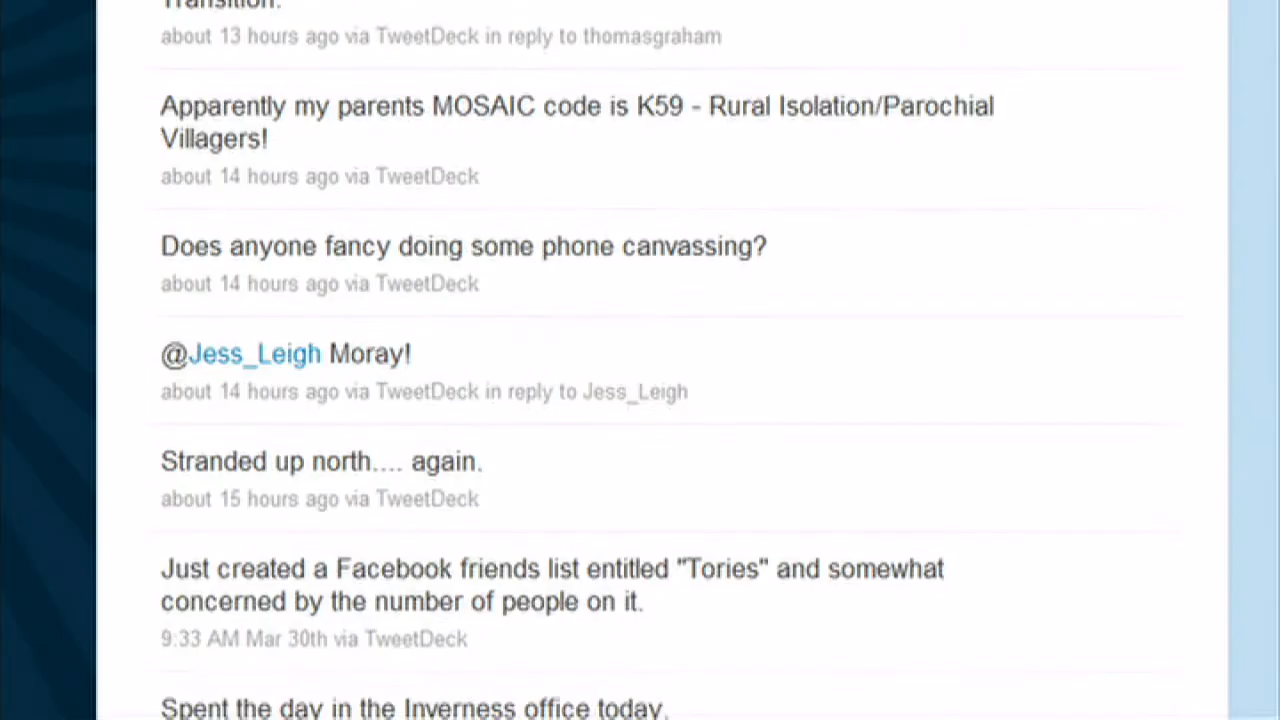 Transition.
about 13 hours ago via TweetDeck in reply to thomasgraham
Apparently my parents MOSAIC code is K59 - Rural Isolation/Parochial
Villagers!
about 14 hours ago via TweetDeck
Does anyone fancy doing some phone canvassing?
about 14 hours ago via TweetDeck
@Jess_Leigh Moray!
about 14 hours ago via TweetDeck in reply to Jess_Leigh
Stranded up north.... again.
about 15 hours ago via TweetDeck
Just created a Facebook friends list entitled "Tories" and somewhat
concerned by the number of people on it.
9:33 AM Mar 30th via TweetDeck
Spent the day in the Inverness office today.